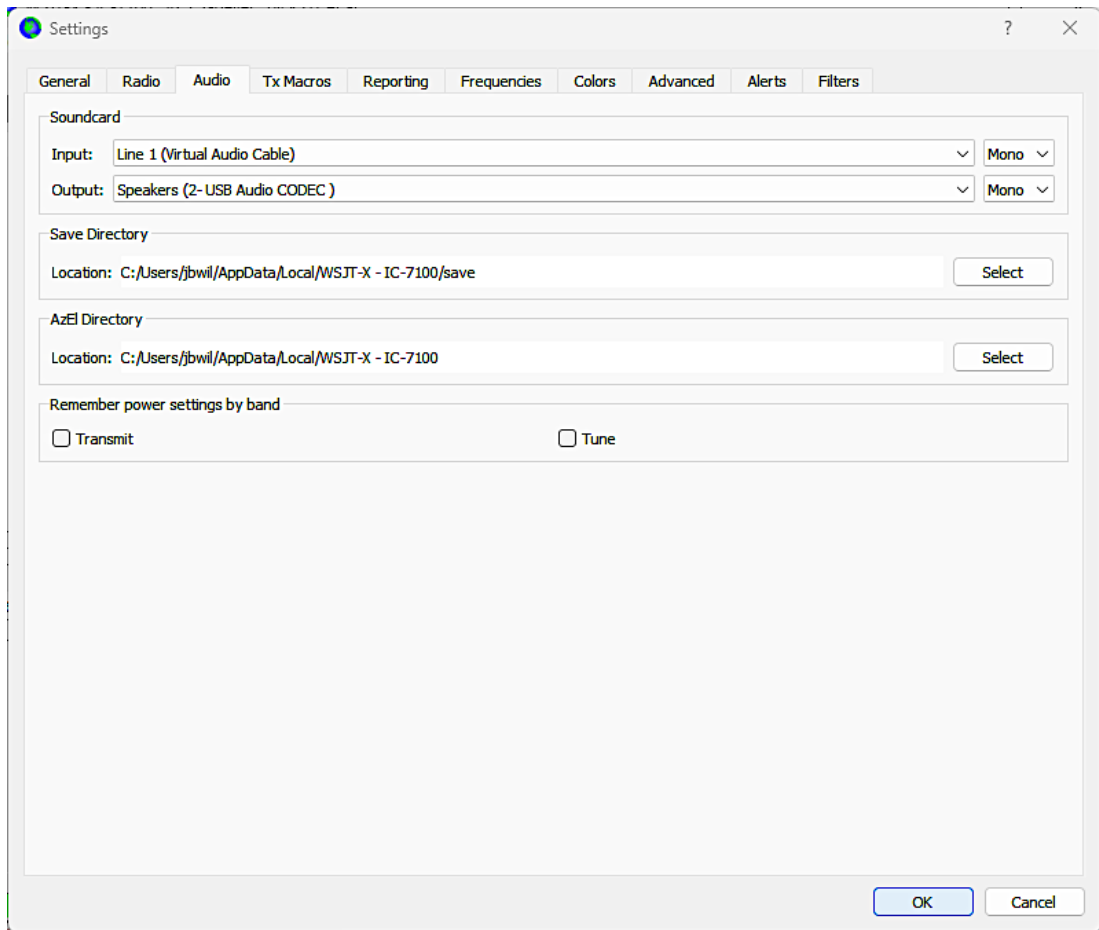 Settings
?
General Radio Audio Tx Macros Reporting Frequencies Colors Advanced Alerts Filters
Soundcard
Input: Line 1 (Virtual Audio Cable) Mono
Output: Speakers (2- USB Audio CODEC ) Mono
Save Directory
Location: C:/Users/jbwil/AppData/Local/WSJT-X - IC-7100/save Select
AzEl Directory
Location: C:/Users/jbwil/AppData/Local/WSJT-X - IC-7100 Select
Remember power settings by band
Transmit Tune
OK Cancel